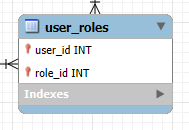 user_roles
user_id INT
role_id INT
Indexes